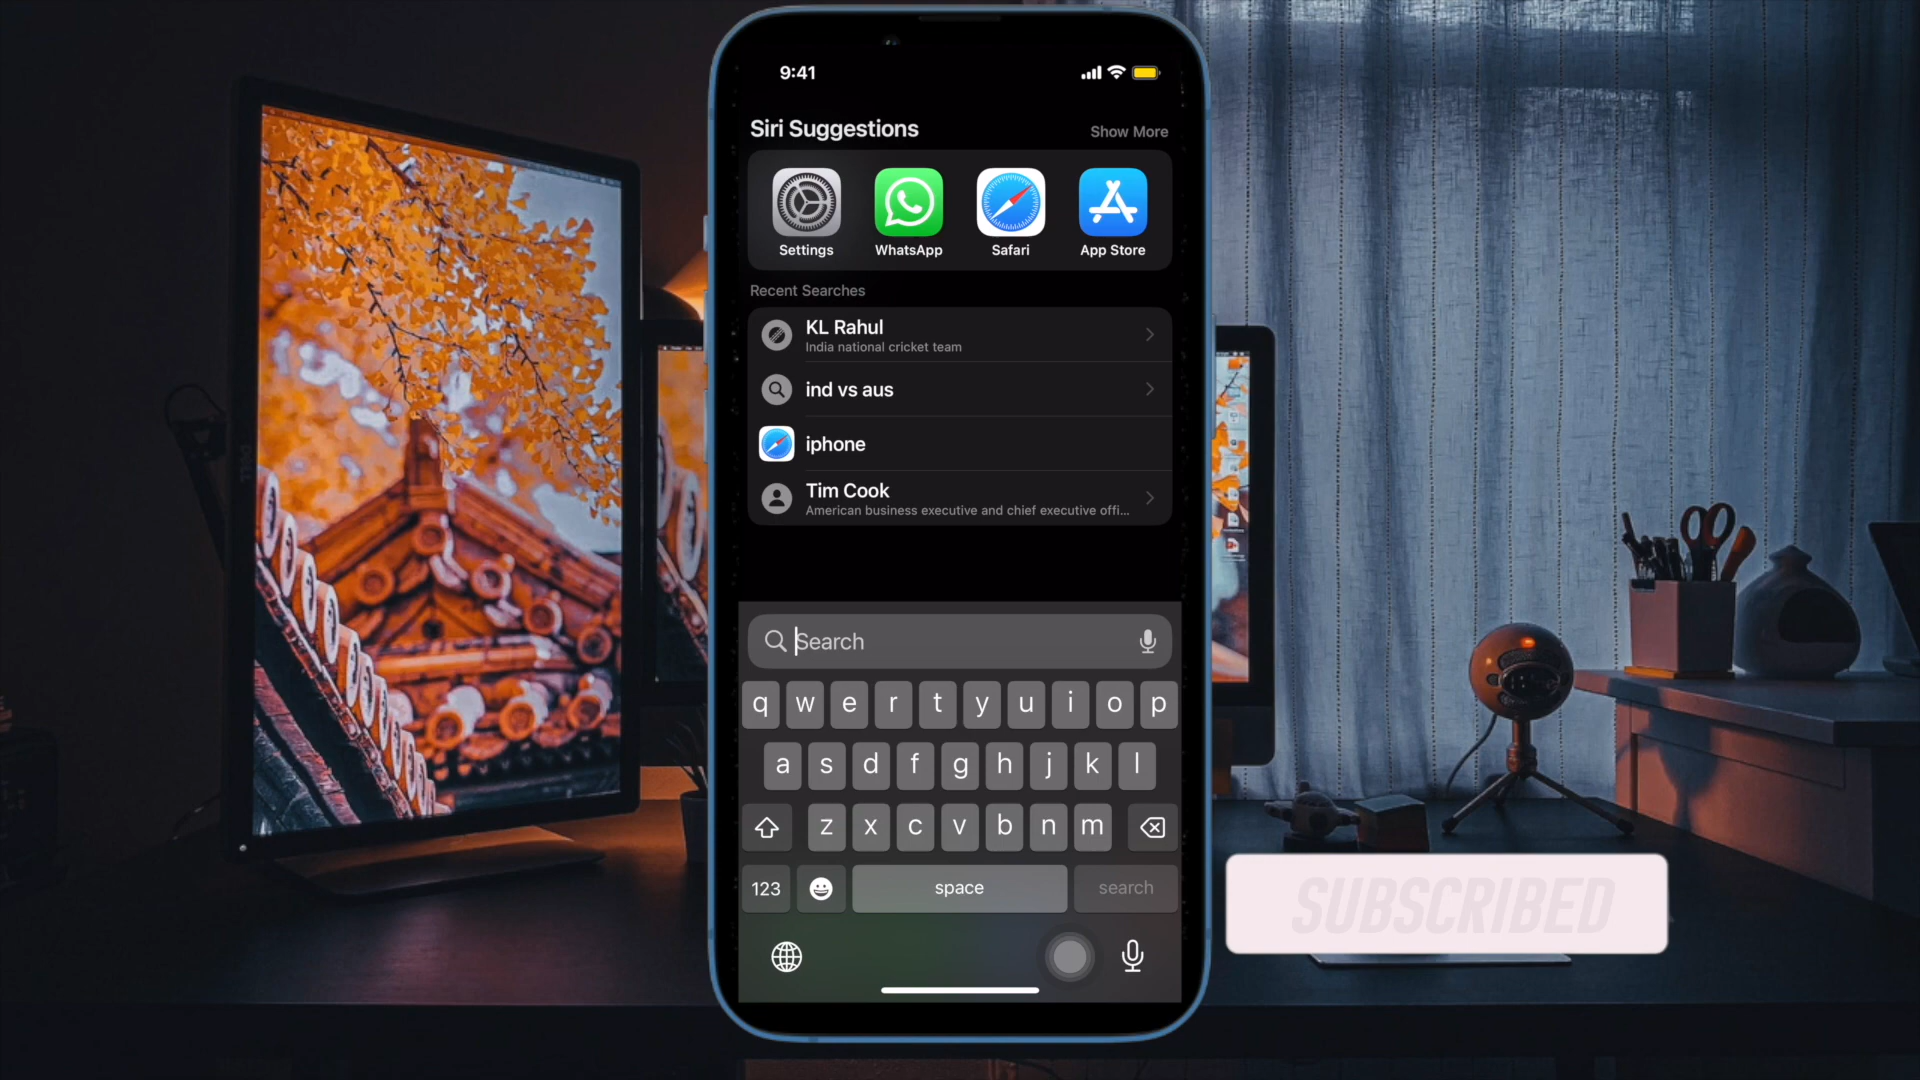 9:41
Siri Suggestions
Show More
Settings
WhatsApp
Safari
App Store
Recent Searches
KL Rahul
India national cricket team
ind vs aus
iphone
Tim Cook
American business executive and chief executive offi...
Search
q w e r t y u i o p
a s d f g h j k l
z x c v b n m
123
space
search
SUBSCRIBED
DELL